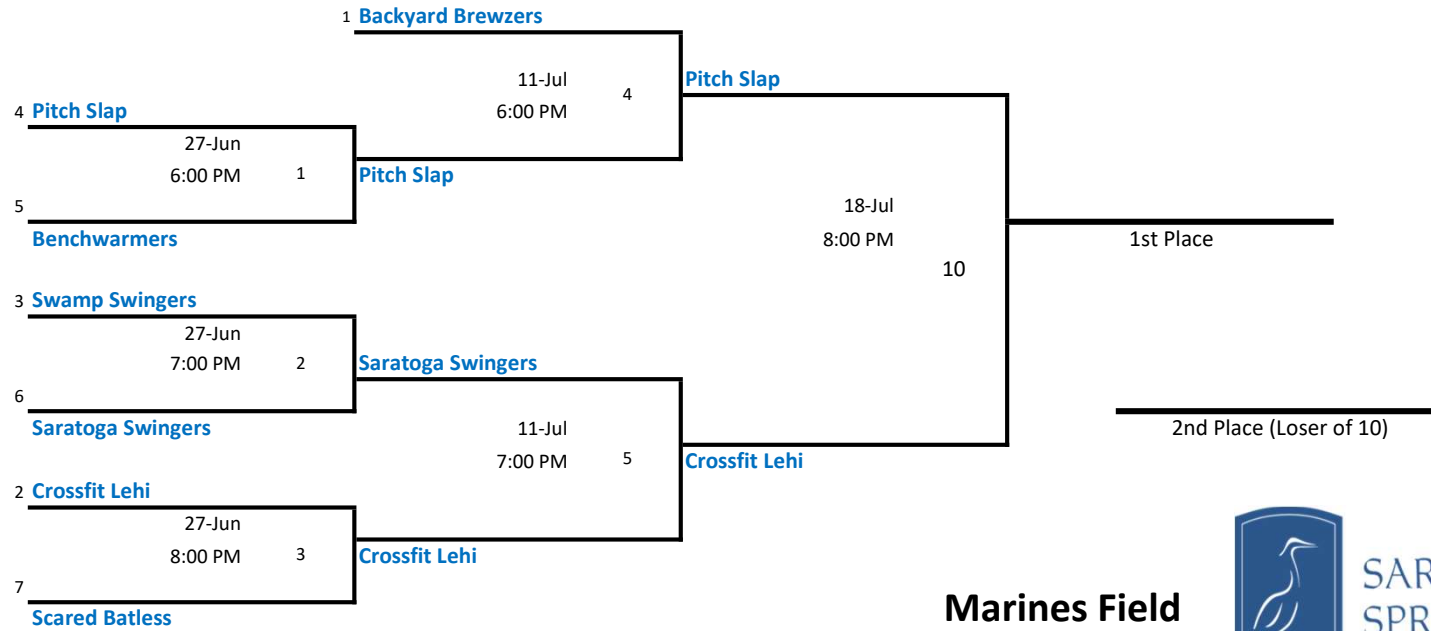 1 Backyard Brewzers
11-Jul
6:00 PM
4
Pitch Slap
4 Pitch Slap
27-Jun
6:00 PM
1
Pitch Slap
5
Benchwarmers
18-Jul
8:00 PM
10
1st Place
3 Swamp Swingers
27-Jun
7:00 PM
2
Saratoga Swingers
6
Saratoga Swingers
11-Jul
7:00 PM
5
Crossfit Lehi
2nd Place (Loser of 10)
2 Crossfit Lehi
27-Jun
8:00 PM
3
Crossfit Lehi
7
Scared Batless
Marines Field
SAR
SPR